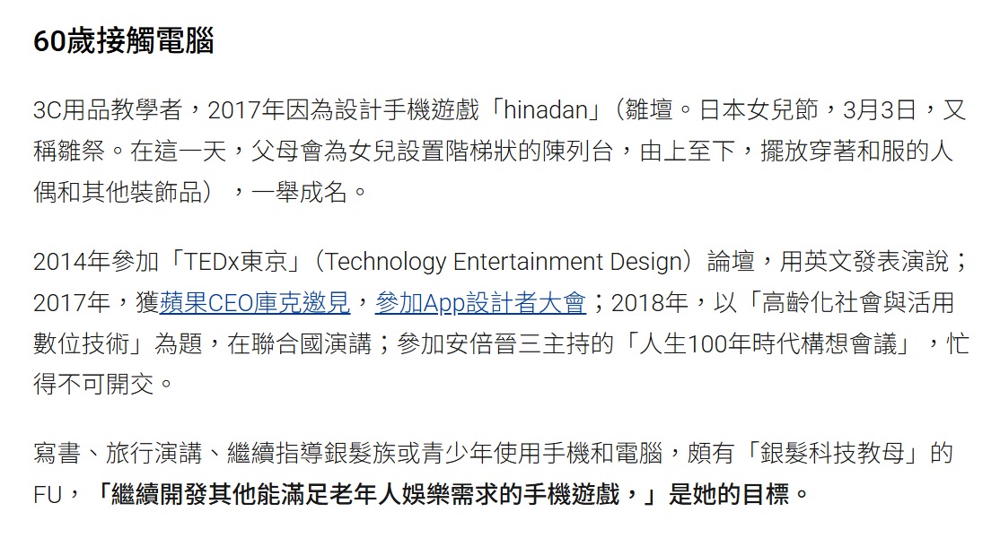 60歲接觸電腦
3C用品教學者，2017年因為設計手機遊戲「hinadan」（雛壇。日本女兒節，3月3日，又
稱雛祭。在這一天，父母會為女兒設置階梯狀的陳列台，由上至下，擺放穿著和服的人
偶和其他裝飾品），一舉成名。
2014年參加「TEDx東京」（Technology Entertainment Design）論壇，用英文發表演說；
2017年，獲蘋果CEO庫克邀見，參加App設計者大會；2018年，以「高齡化社會與活用
數位技術」為題，在聯合國演講；參加安倍晉三主持的「人生100年時代構想會議」，忙
得不可開交。
寫書、旅行演講、繼續指導銀髮族或青少年使用手機和電腦，頗有「銀髮科技教母」的
FU，「繼續開發其他能滿足老年人娛樂需求的手機遊戲，」是她的目標。